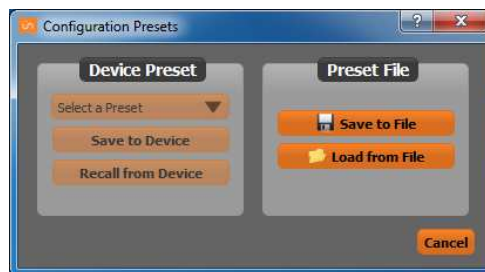 Configuration Presets
?
X
Device Preset
Select a Preset
Save to Device
Recall from Device
Preset File
Save to File
Load from File
Cancel